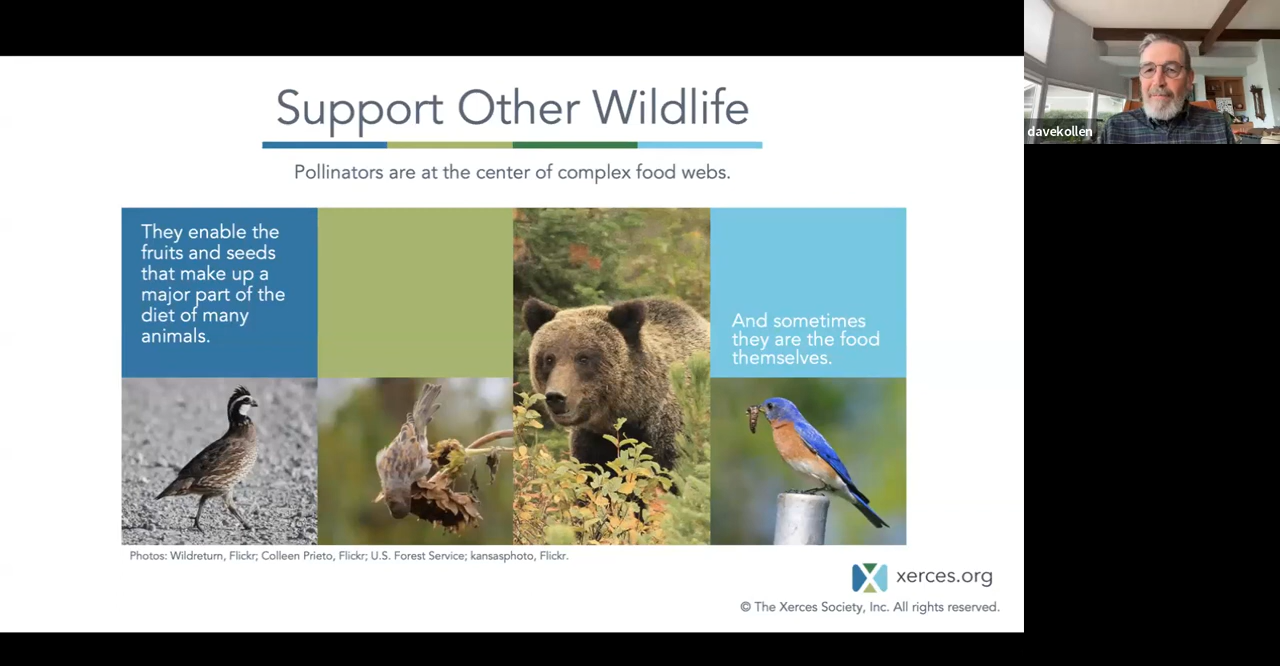 Support Other Wildlife
Pollinators are at the center of complex food webs.
They enable the
fruits and seeds
that make up a
major part of the
diet of many
animals.
And sometimes
they are the food
themselves.
Photos: Wildreturn, Flickr; Colleen Prieto, Flickr; U.S. Forest Service; kansasphoto, Flickr.
xerces.org
© The Xerces Society, Inc. All rights reserved.
davekollen